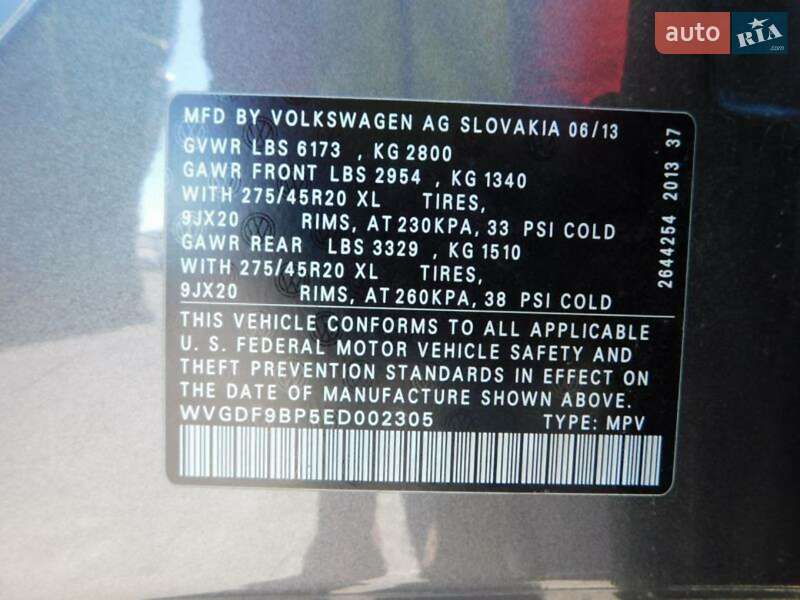 auto RIA .com
MFD BY VOLKSWAGEN AG SLOVAKIA 06/13
GVWR LBS 6173 , KG 2800
GAWR FRONT LBS 2954 , KG 1340
WITH 275/45R20 XL TIRES,
9JX20 RIMS, AT 230KPA, 33 PSI COLD
GAWR REAR LBS 3329 , KG 1510
WITH 275/45R20 XL TIRES,
9JX20 RIMS, AT 260KPA, 38 PSI COLD
THIS VEHICLE CONFORMS TO ALL APPLICABLE
U. S. FEDERAL MOTOR VEHICLE SAFETY AND
THEFT PREVENTION STANDARDS IN EFFECT ON
THE DATE OF MANUFACTURE SHOWN ABOVE.
WVGDF9BP5ED002305 TYPE: MPV
2644254 2013 37